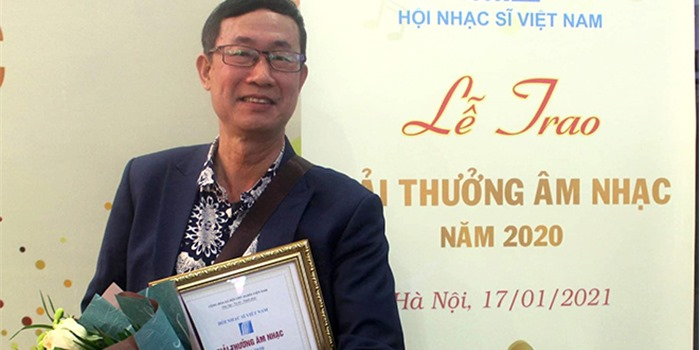 HỘI NHẠC SĨ VIỆT NAM
Lễ Trao
ẢI THƯỞNG ÂM NHẠC
NĂM 2020
Hà Nội, 17/01/2021
HỘI NHẠC SĨ VIỆT NAM
IẢI THƯỞNG ÂM NHẠC